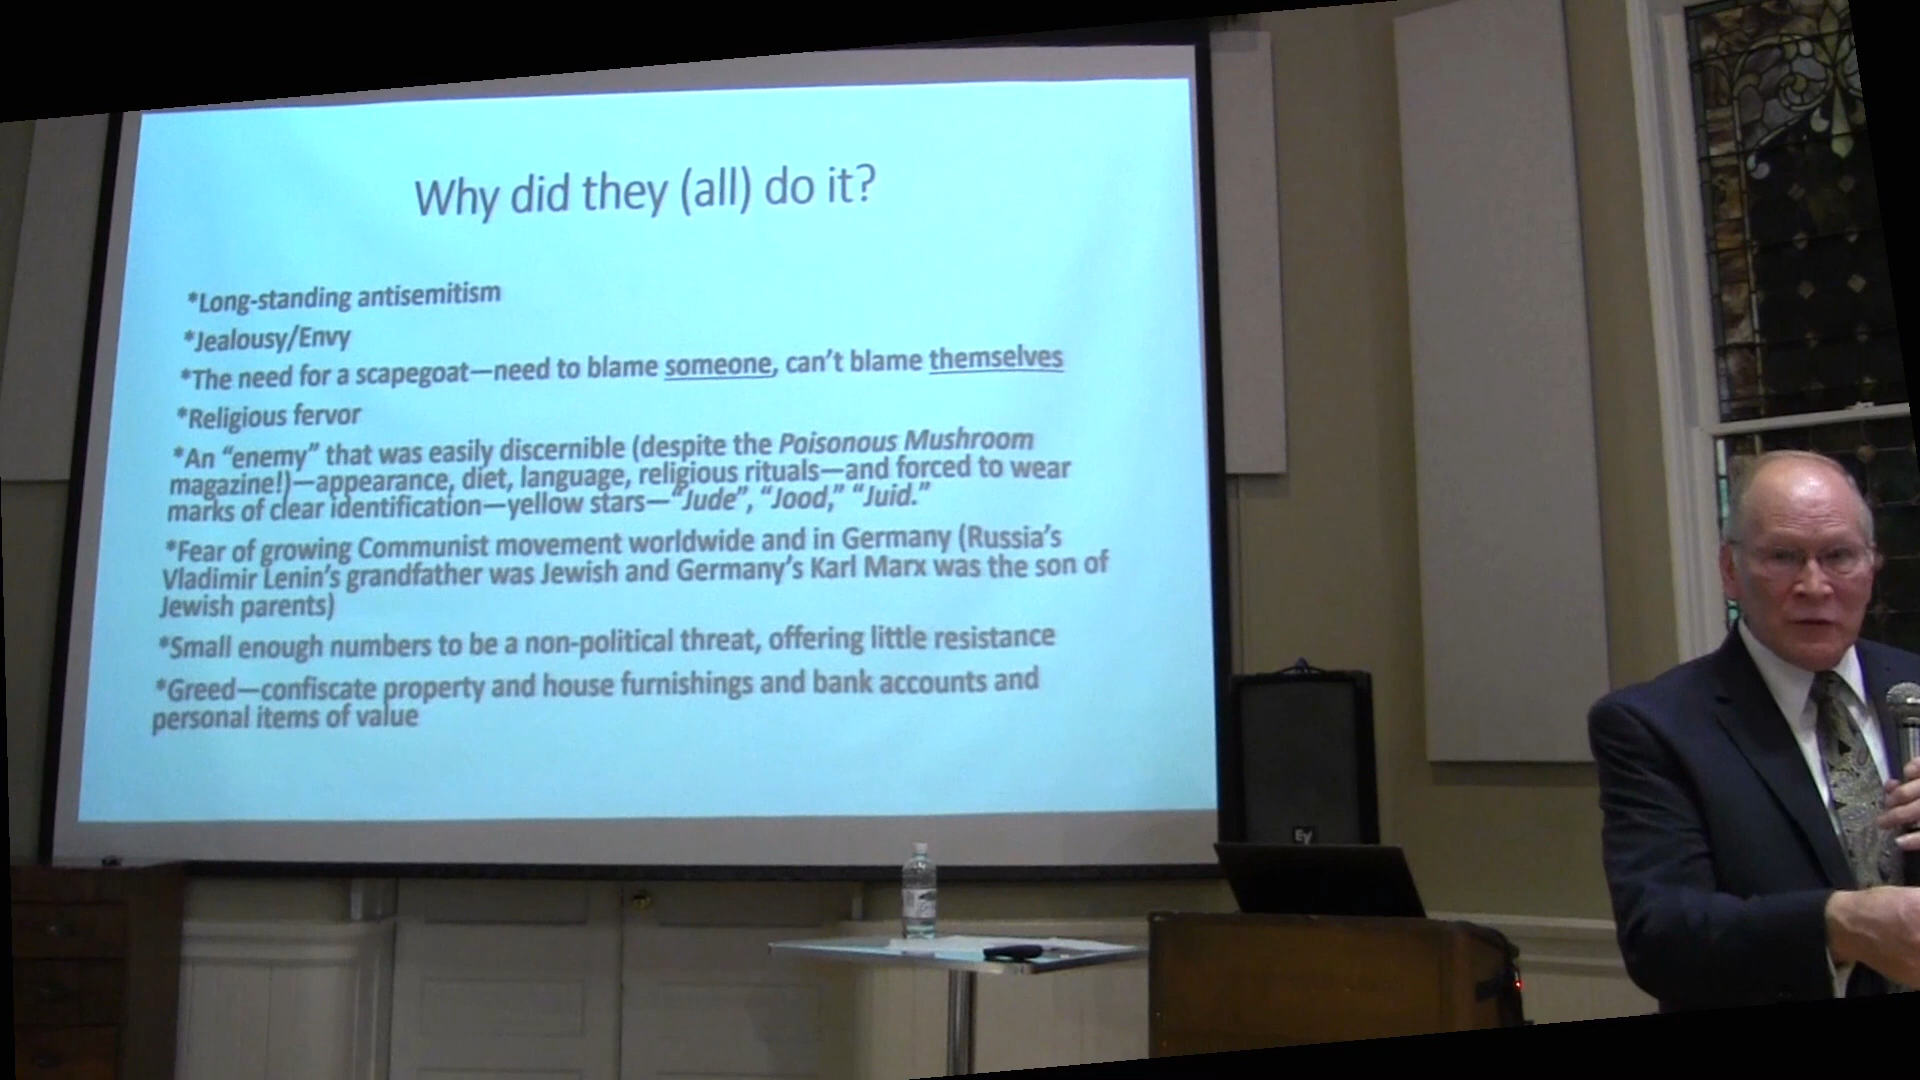 Why did they (all) do it?
*Long-standing antisemitism
*Jealousy/Envy
*The need for a scapegoat—need to blame someone, can't blame themselves
*Religious fervor
*An “enemy” that was easily discernible (despite the Poisonous Mushroom
magazine!)—appearance, diet, language, religious rituals—and forced to wear
marks of clear identification—yellow stars—“Jude”, “Jood,” “Juid.”
*Fear of growing Communist movement worldwide and in Germany (Russia’s
Vladimir Lenin’s grandfather was Jewish and Germany’s Karl Marx was the son of
Jewish parents)
*Small enough numbers to be a non-political threat, offering little resistance
*Greed—confiscate property and house furnishings and bank accounts and
personal items of value
EV